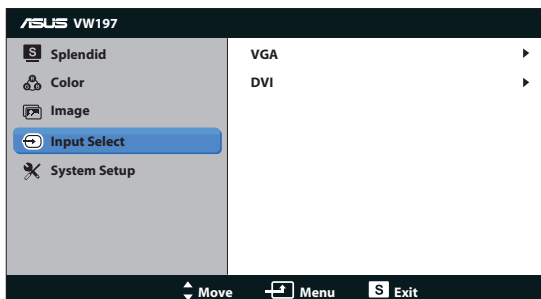 ASUS VW197
S Splendid
Color
Image
Input Select
System Setup
VGA
DVI
Move Menu S Exit